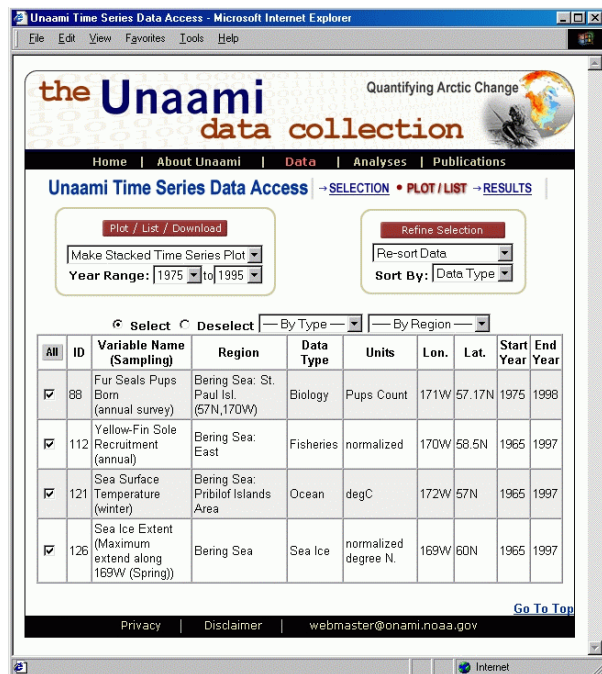 Unaami Time Series Data Access - Microsoft Internet Explorer
File Edit View Favorites Tools Help
the Unaami
data collection
Quantifying Arctic Change
Home | About Unaami | Data | Analyses | Publications
Unaami Time Series Data Access → SELECTION • PLOT / LIST → RESULTS
Plot / List / Download
Make Stacked Time Series Plot
Year Range: 1975 to 1995
Refine Selection
Re-sort Data
Sort By: Data Type
Select Deselect — By Type — — By Region —
All ID Variable Name (Sampling) Region Data Type Units Lon. Lat. Start Year End Year
88 Fur Seals Pups Born (annual survey) Bering Sea: St. Paul Isl. (57N,170W) Biology Pups Count 171W 57.17N 1975 1998
112 Yellow-Fin Sole Recruitment (annual) Bering Sea: East Fisheries normalized 170W 58.5N 1965 1997
121 Sea Surface Temperature (winter) Bering Sea: Pribilof Islands Area Ocean degC 172W 57N 1965 1997
126 Sea Ice Extent (Maximum extend along 169W (Spring)) Bering Sea Sea Ice normalized degree N. 169W 60N 1965 1997
Go To Top
Privacy | Disclaimer | webmaster@onami.noaa.gov
Internet